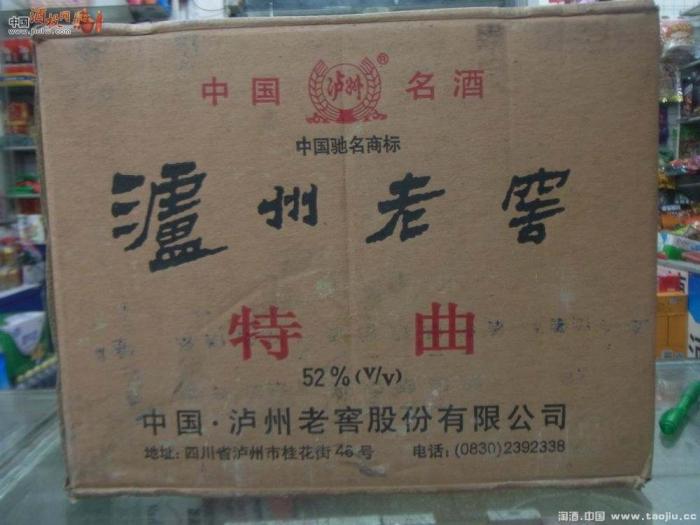 中国 泸州 ® 名酒
中国驰名商标
瀘州老窖
特曲
52%(V/V)
中国·泸州老窖股份有限公司
地址:四川省泸州市桂花街46号 电话:(0830)2392338
淘酒.中国 www.taojiu.cc